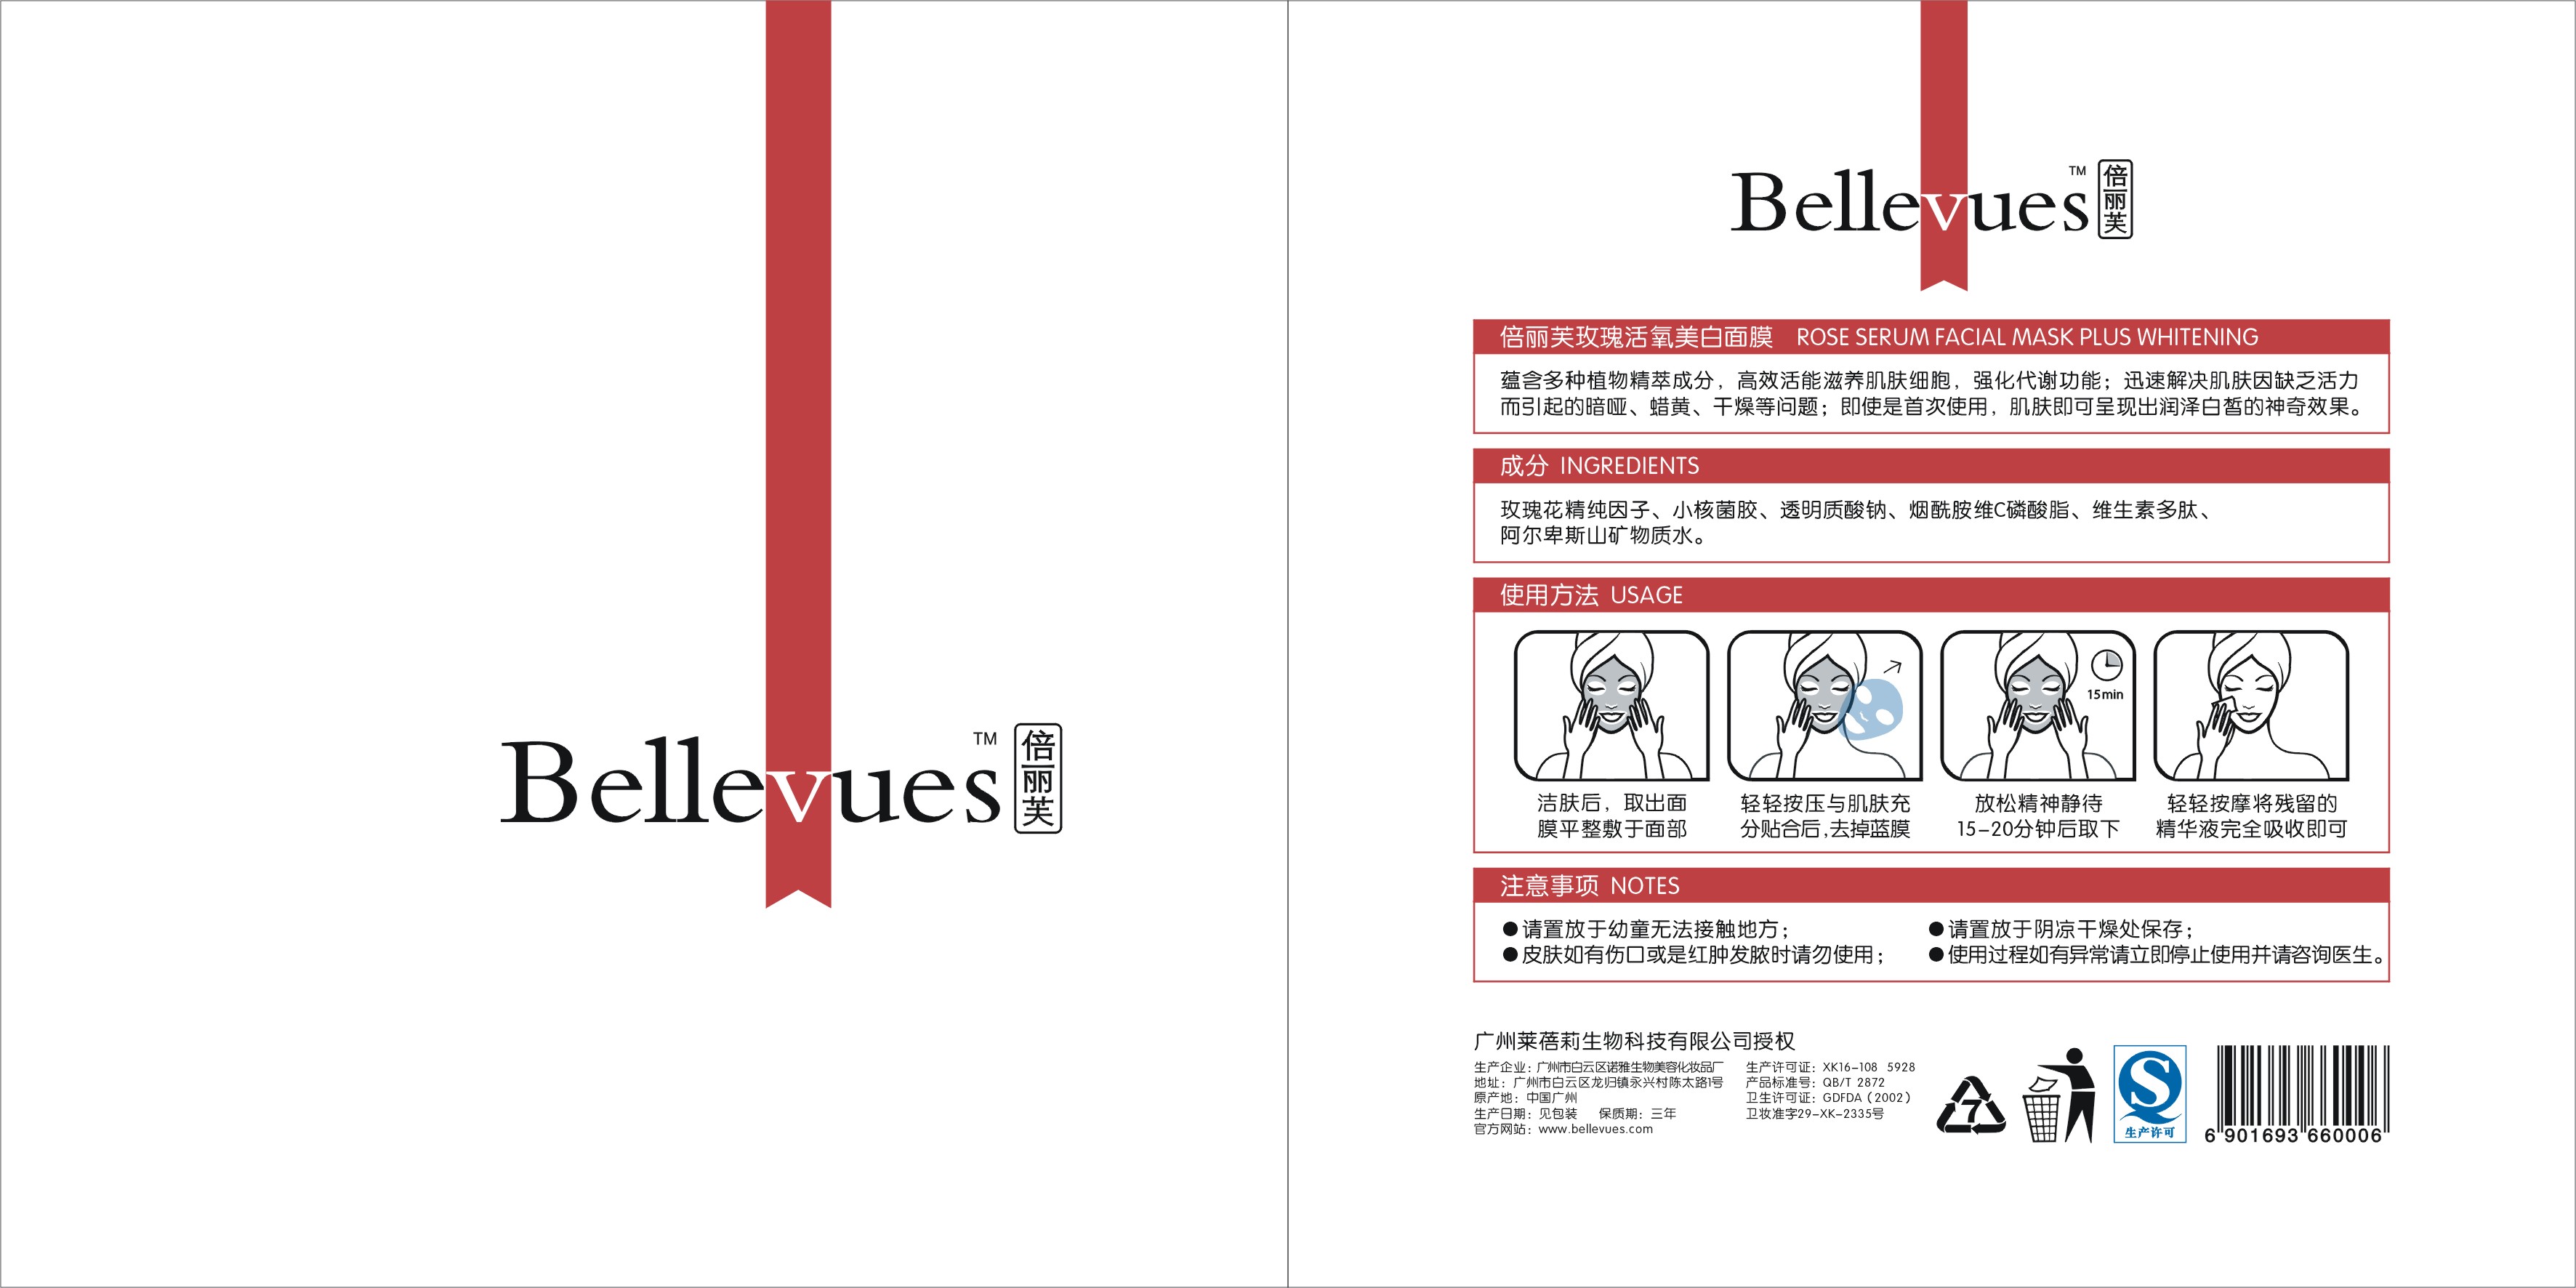 Bellevues
TM
倍丽芙
Bellevues
TM
倍丽芙
倍丽芙玫瑰活氧美白面膜 ROSE SERUM FACIAL MASK PLUS WHITENING
蕴含多种植物精萃成分，高效活能滋养肌肤细胞，强化代谢功能；迅速解决肌肤因缺乏活力
而引起的暗哑、蜡黄、干燥等问题；即使是首次使用，肌肤即可呈现出润泽白皙的神奇效果。
成分 INGREDIENTS
玫瑰花精纯因子、小核菌胶、透明质酸钠、烟酰胺维C磷酸脂、维生素多肽、
阿尔卑斯山矿物质水。
使用方法 USAGE
15min
洁肤后，取出面
膜平整敷于面部
轻轻按压与肌肤充
分贴合后,去掉蓝膜
放松精神静待
15-20分钟后取下
轻轻按摩将残留的
精华液完全吸收即可
注意事项 NOTES
●请置放于幼童无法接触地方；
●请置放于阴凉干燥处保存；
●皮肤如有伤口或是红肿发脓时请勿使用；
●使用过程如有异常请立即停止使用并请咨询医生。
广州莱蓓莉生物科技有限公司授权
生产企业：广州市白云区诺雅生物美容化妆品厂
地址：广州市白云区龙归镇永兴村陈太路1号
原产地：中国广州
生产日期：见包装 保质期：三年
官方网站：www.bellevues.com
生产许可证：XK16-108 5928
产品标准号：QB/T 2872
卫生许可证：GDFDA（2002）
卫妆准字29-XK-2335号
7
生产许可
6 901693 660006